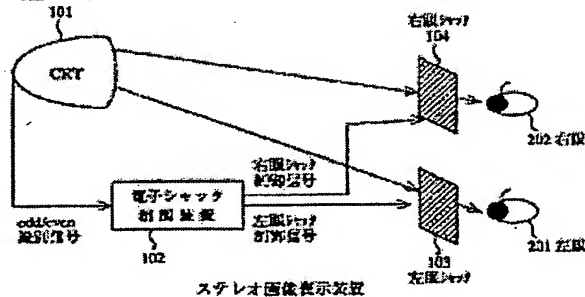 101
CRT
右眼シャッタ
104
202 右眼
右眼シャッタ
制御信号
電子シャッタ
制御装置
102
odd/even
識別信号
左眼シャッタ
制御信号
103
左眼シャッタ
201 左眼
ステレオ画像表示装置